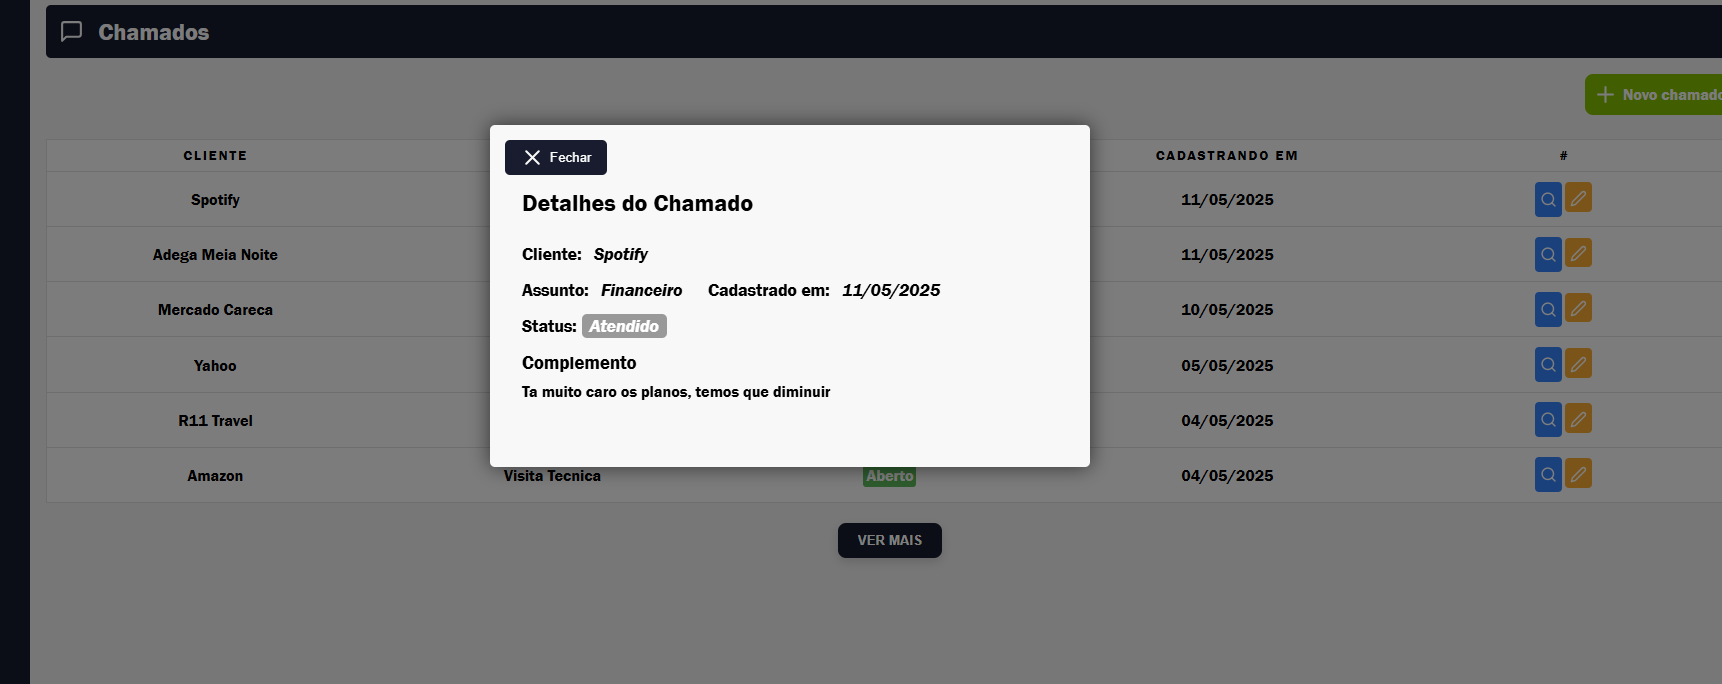 Chamados
Novo chamado
CLIENTE
CADASTRANDO EM
#
Fechar
Detalhes do Chamado
Cliente: Spotify
Assunto: Financeiro Cadastrado em: 11/05/2025
Status: Atendido
Complemento
Ta muito caro os planos, temos que diminuir
Spotify 11/05/2025
Adega Meia Noite 11/05/2025
Mercado Careca 10/05/2025
Yahoo 05/05/2025
R11 Travel 04/05/2025
Amazon Visita Tecnica Aberto 04/05/2025
VER MAIS